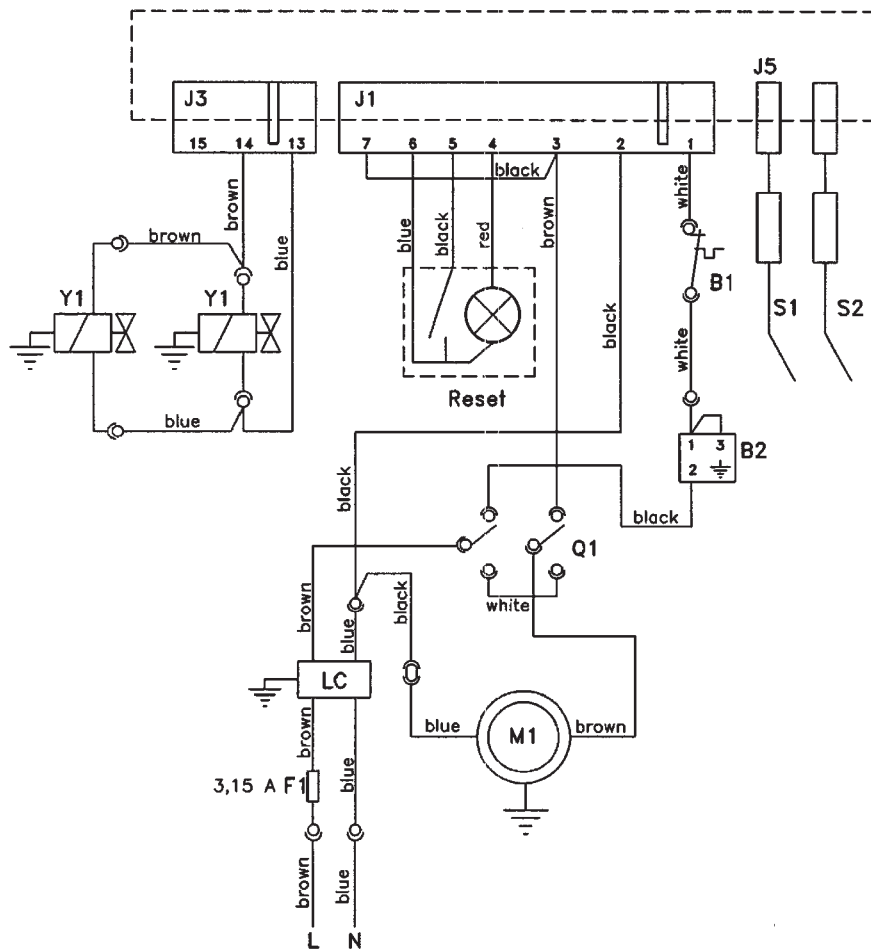 J3 J1 J5
15 14 13 7 6 5 4 3 2 1
black
brown
blue
blue
black
red
brown
black
white
brown
Y1 Y1
B1
S1 S2
white
Reset
blue
1 3
2
B2
black
black
Q1
white
brown
blue
black
LC
blue
M1
brown
brown
blue
3,15 A F1
brown
blue
L N